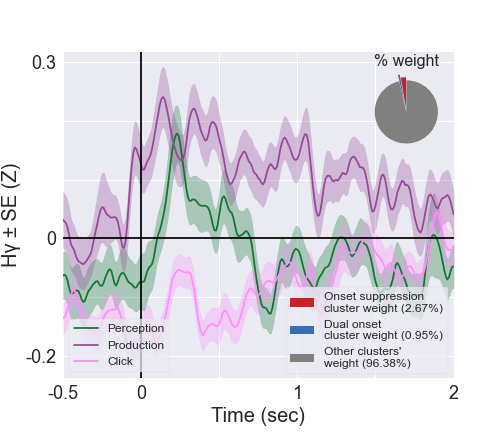 % weight
0.3
0
-0.2
Hγ ± SE (Z)
Perception
Production
Click
Onset suppression
cluster weight (2.67%)
Dual onset
cluster weight (0.95%)
Other clusters'
weight (96.38%)
-0.5
0
1
2
Time (sec)